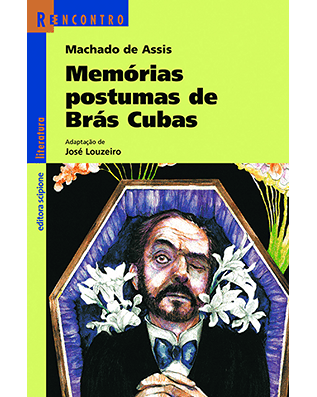 REENCONTRO
literatura
editora scipione
Machado de Assis
Memórias
postumas de
Brás Cubas
Adaptação de
José Louzeiro